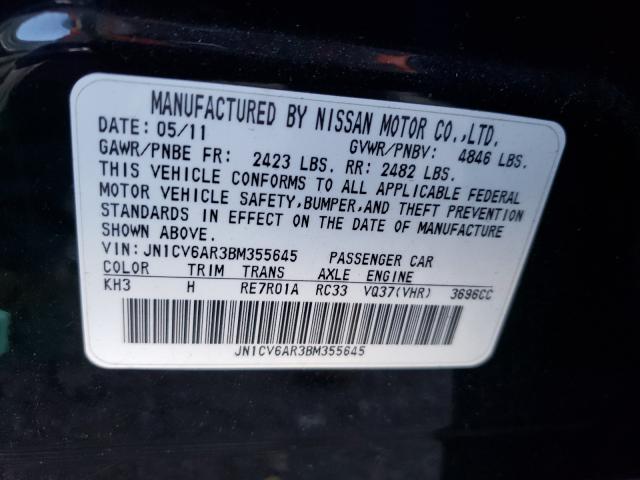 MANUFACTURED BY NISSAN MOTOR CO.,LTD.
DATE: 05/11 GVWR/PNBV: 4846 LBS.
GAWR/PNBE FR: 2423 LBS. RR: 2482 LBS.
THIS VEHICLE CONFORMS TO ALL APPLICABLE FEDERAL
MOTOR VEHICLE SAFETY,BUMPER,AND THEFT PREVENTION
STANDARDS IN EFFECT ON THE DATE OF MANUFACTURE
SHOWN ABOVE.
VIN: JN1CV6AR3BM355645 PASSENGER CAR
COLOR TRIM TRANS AXLE ENGINE
KH3 H RE7R01A RC33 VQ37(VHR) 3696CC
JN1CV6AR3BM355645